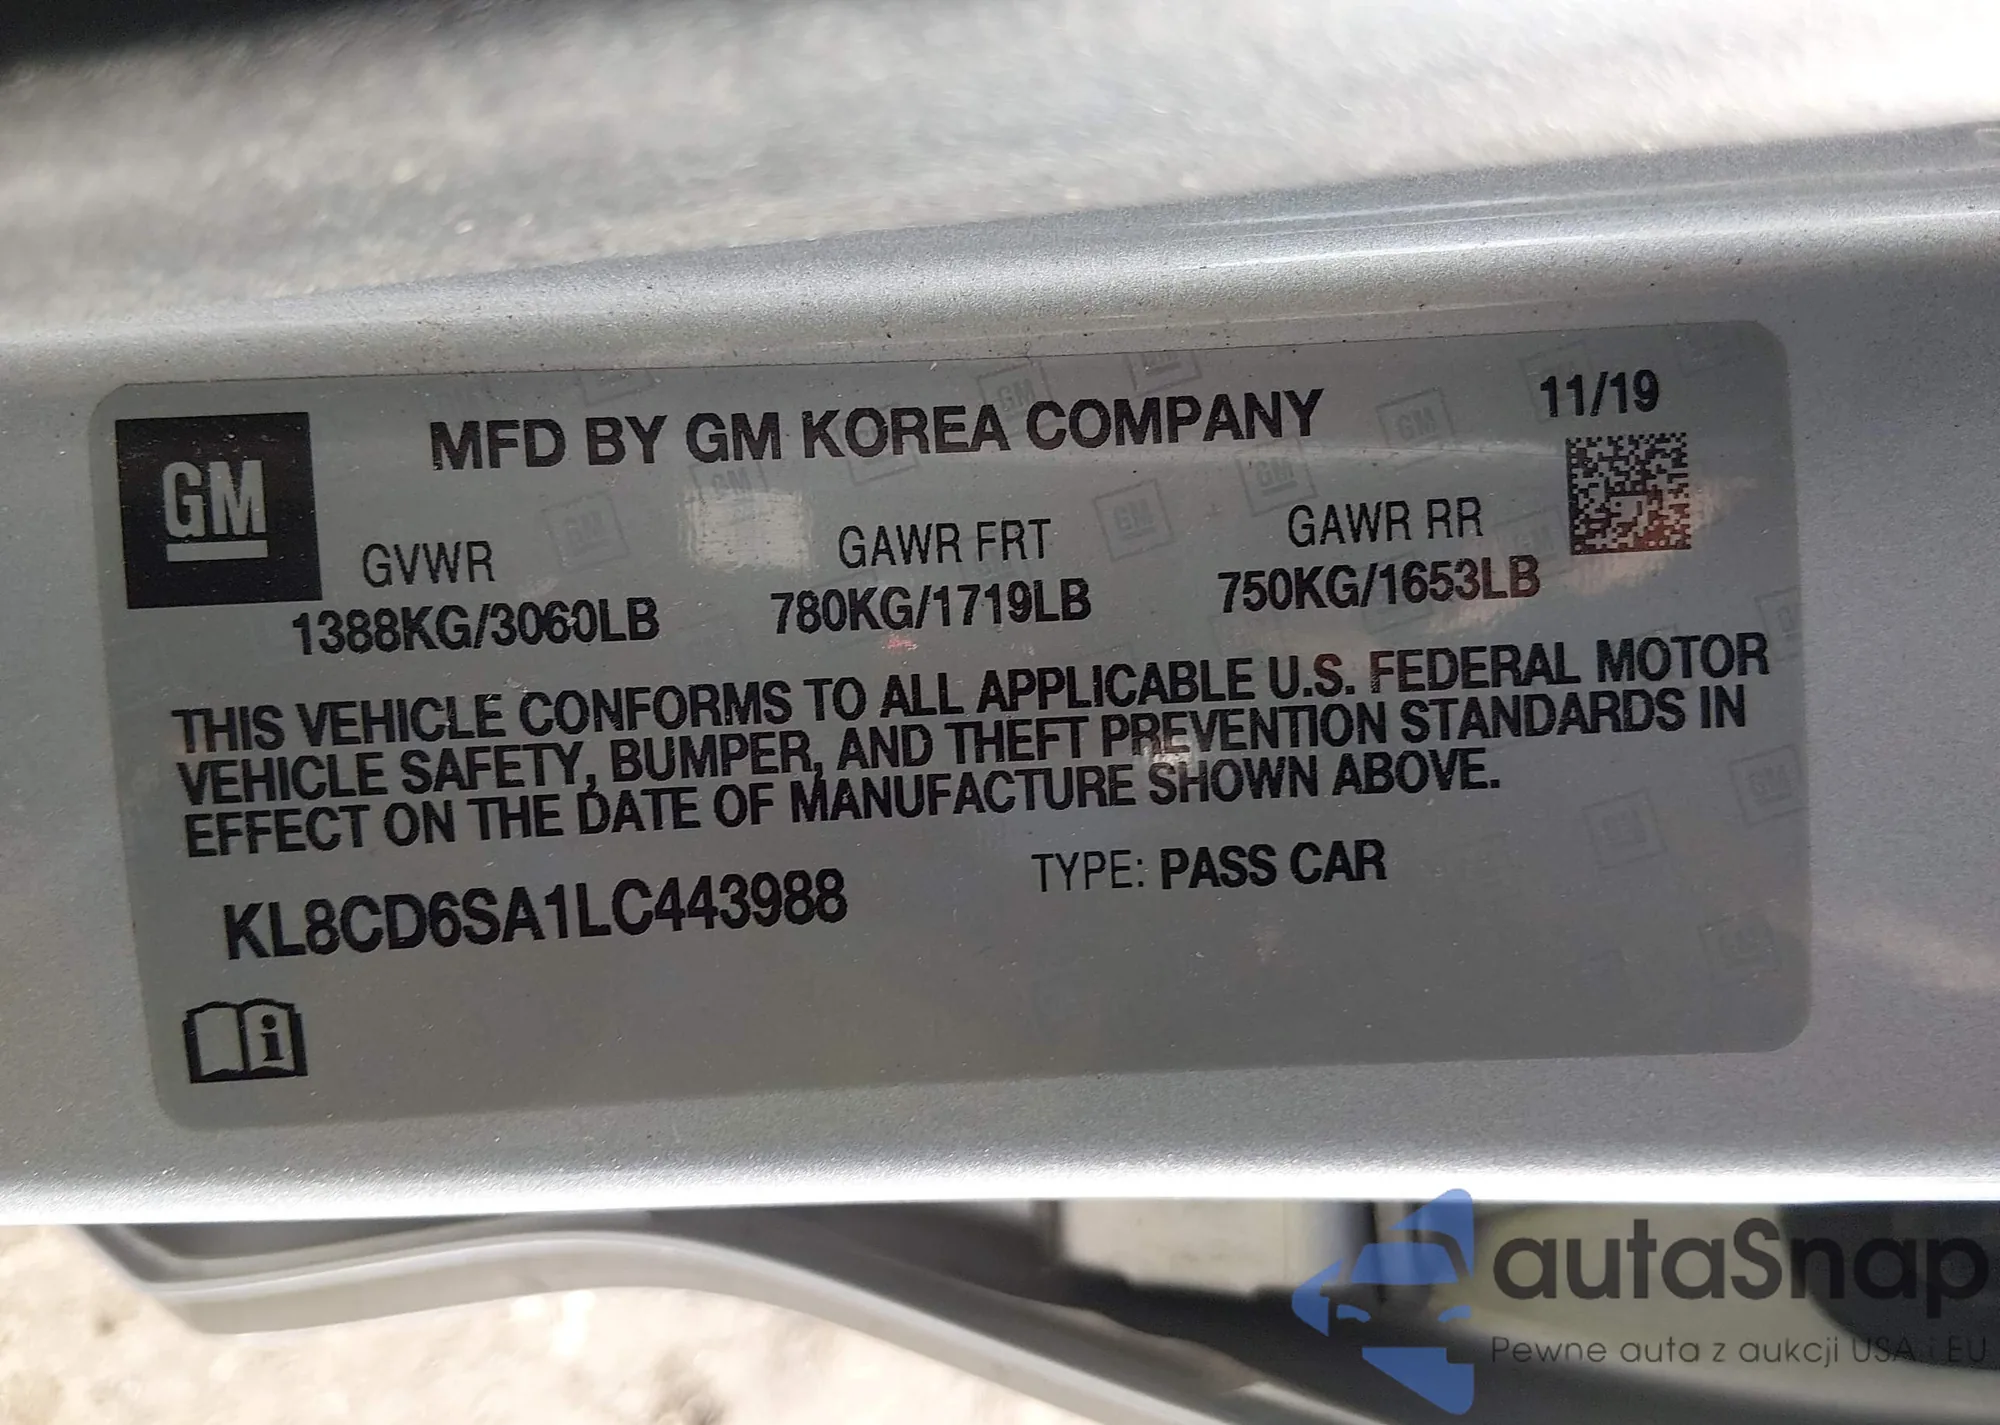 GM
MFD BY GM KOREA COMPANY
11/19
GVWR
1388KG/3060LB
GAWR FRT
780KG/1719LB
GAWR RR
750KG/1653LB
THIS VEHICLE CONFORMS TO ALL APPLICABLE U.S. FEDERAL MOTOR
VEHICLE SAFETY, BUMPER, AND THEFT PREVENTION STANDARDS IN
EFFECT ON THE DATE OF MANUFACTURE SHOWN ABOVE.
KL8CD6SA1LC443988
TYPE: PASS CAR
i
autaSnap
Pewne auta z aukcji USA i EU